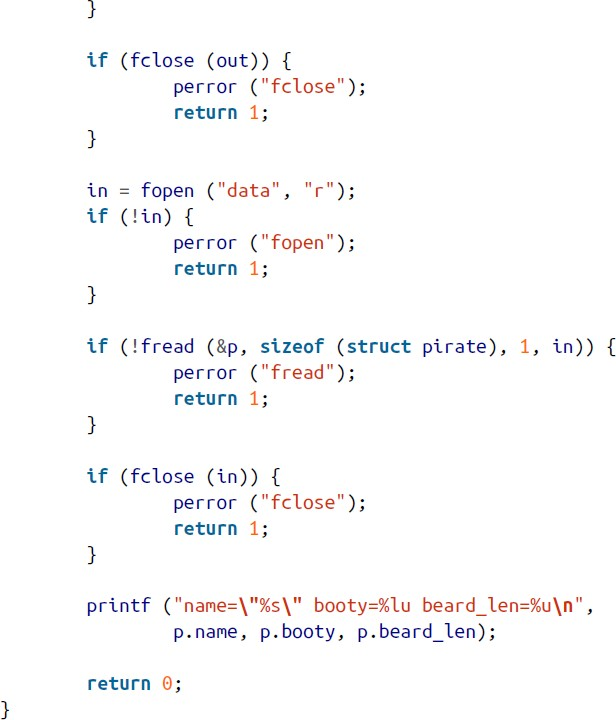 }

        if (fclose (out)) {
                perror ("fclose");
                return 1;
        }

        in = fopen ("data", "r");
        if (!in) {
                perror ("fopen");
                return 1;
        }

        if (!fread (&p, sizeof (struct pirate), 1, in)) {
                perror ("fread");
                return 1;
        }

        if (fclose (in)) {
                perror ("fclose");
                return 1;
        }

        printf ("name=\"%s\" booty=%lu beard_len=%u\n",
                p.name, p.booty, p.beard_len);

        return 0;
}